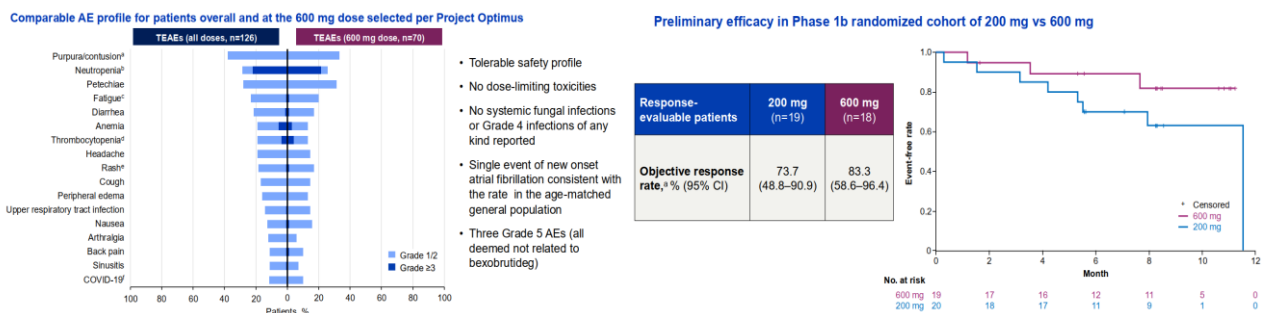 Comparable AE profile for patients overall and at the 600 mg dose selected per Project Optimus
TEAEs (all doses, n=126)
TEAEs (600 mg dose, n=70)
Purpura/contusionᵃ
Neutropeniaᵇ
Petechiae
Fatigueᶜ
Diarrhea
Anemia
Thrombocytopeniaᵈ
Headache
Rashᵉ
Cough
Peripheral edema
Upper respiratory tract infection
Nausea
Arthralgia
Back pain
Sinusitis
COVID-19ᶠ
Grade 1/2
Grade ≥3
100 80 60 40 20 0 20 40 60 80 100
Patients, %
• Tolerable safety profile
• No dose-limiting toxicities
• No systemic fungal infections
or Grade 4 infections of any
kind reported
• Single event of new onset
atrial fibrillation consistent with
the rate in the age-matched
general population
• Three Grade 5 AEs (all
deemed not related to
bexobrutideg)
Preliminary efficacy in Phase 1b randomized cohort of 200 mg vs 600 mg
Response-
evaluable patients
200 mg
(n=19)
600 mg
(n=18)
Objective response
rate,ᵃ % (95% CI)
73.7
(48.8–90.9)
83.3
(58.6–96.4)
Event-free rate
1.0
0.8
0.6
0.4
0.2
0
+ Censored
600 mg
200 mg
0 2 4 6 8 10 12
Month
No. at risk
600 mg 19 17 16 12 11 5 0
200 mg 20 18 17 11 9 1 0